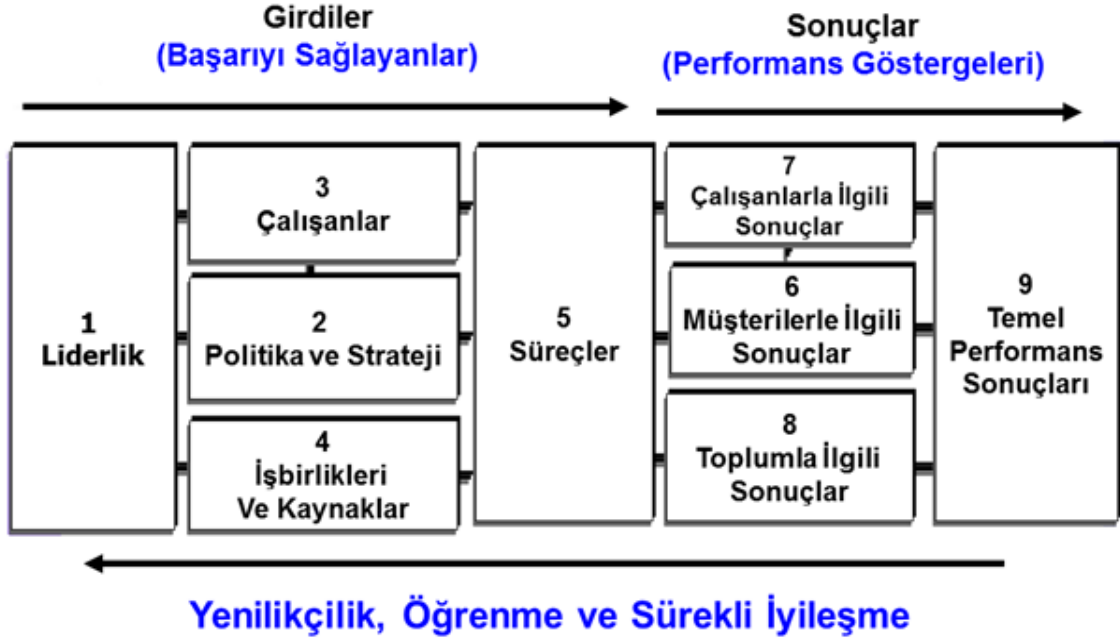 Girdiler
(Başarıyı Sağlayanlar)
Sonuçlar
(Performans Göstergeleri)
1
Liderlik
3
Çalışanlar
2
Politika ve Strateji
4
İşbirlikleri
Ve Kaynaklar
5
Süreçler
7
Çalışanlarla İlgili
Sonuçlar
6
Müşterilerle İlgili
Sonuçlar
8
Toplumla İlgili
Sonuçlar
9
Temel
Performans
Sonuçları
Yenilikçilik, Öğrenme ve Sürekli İyileşme